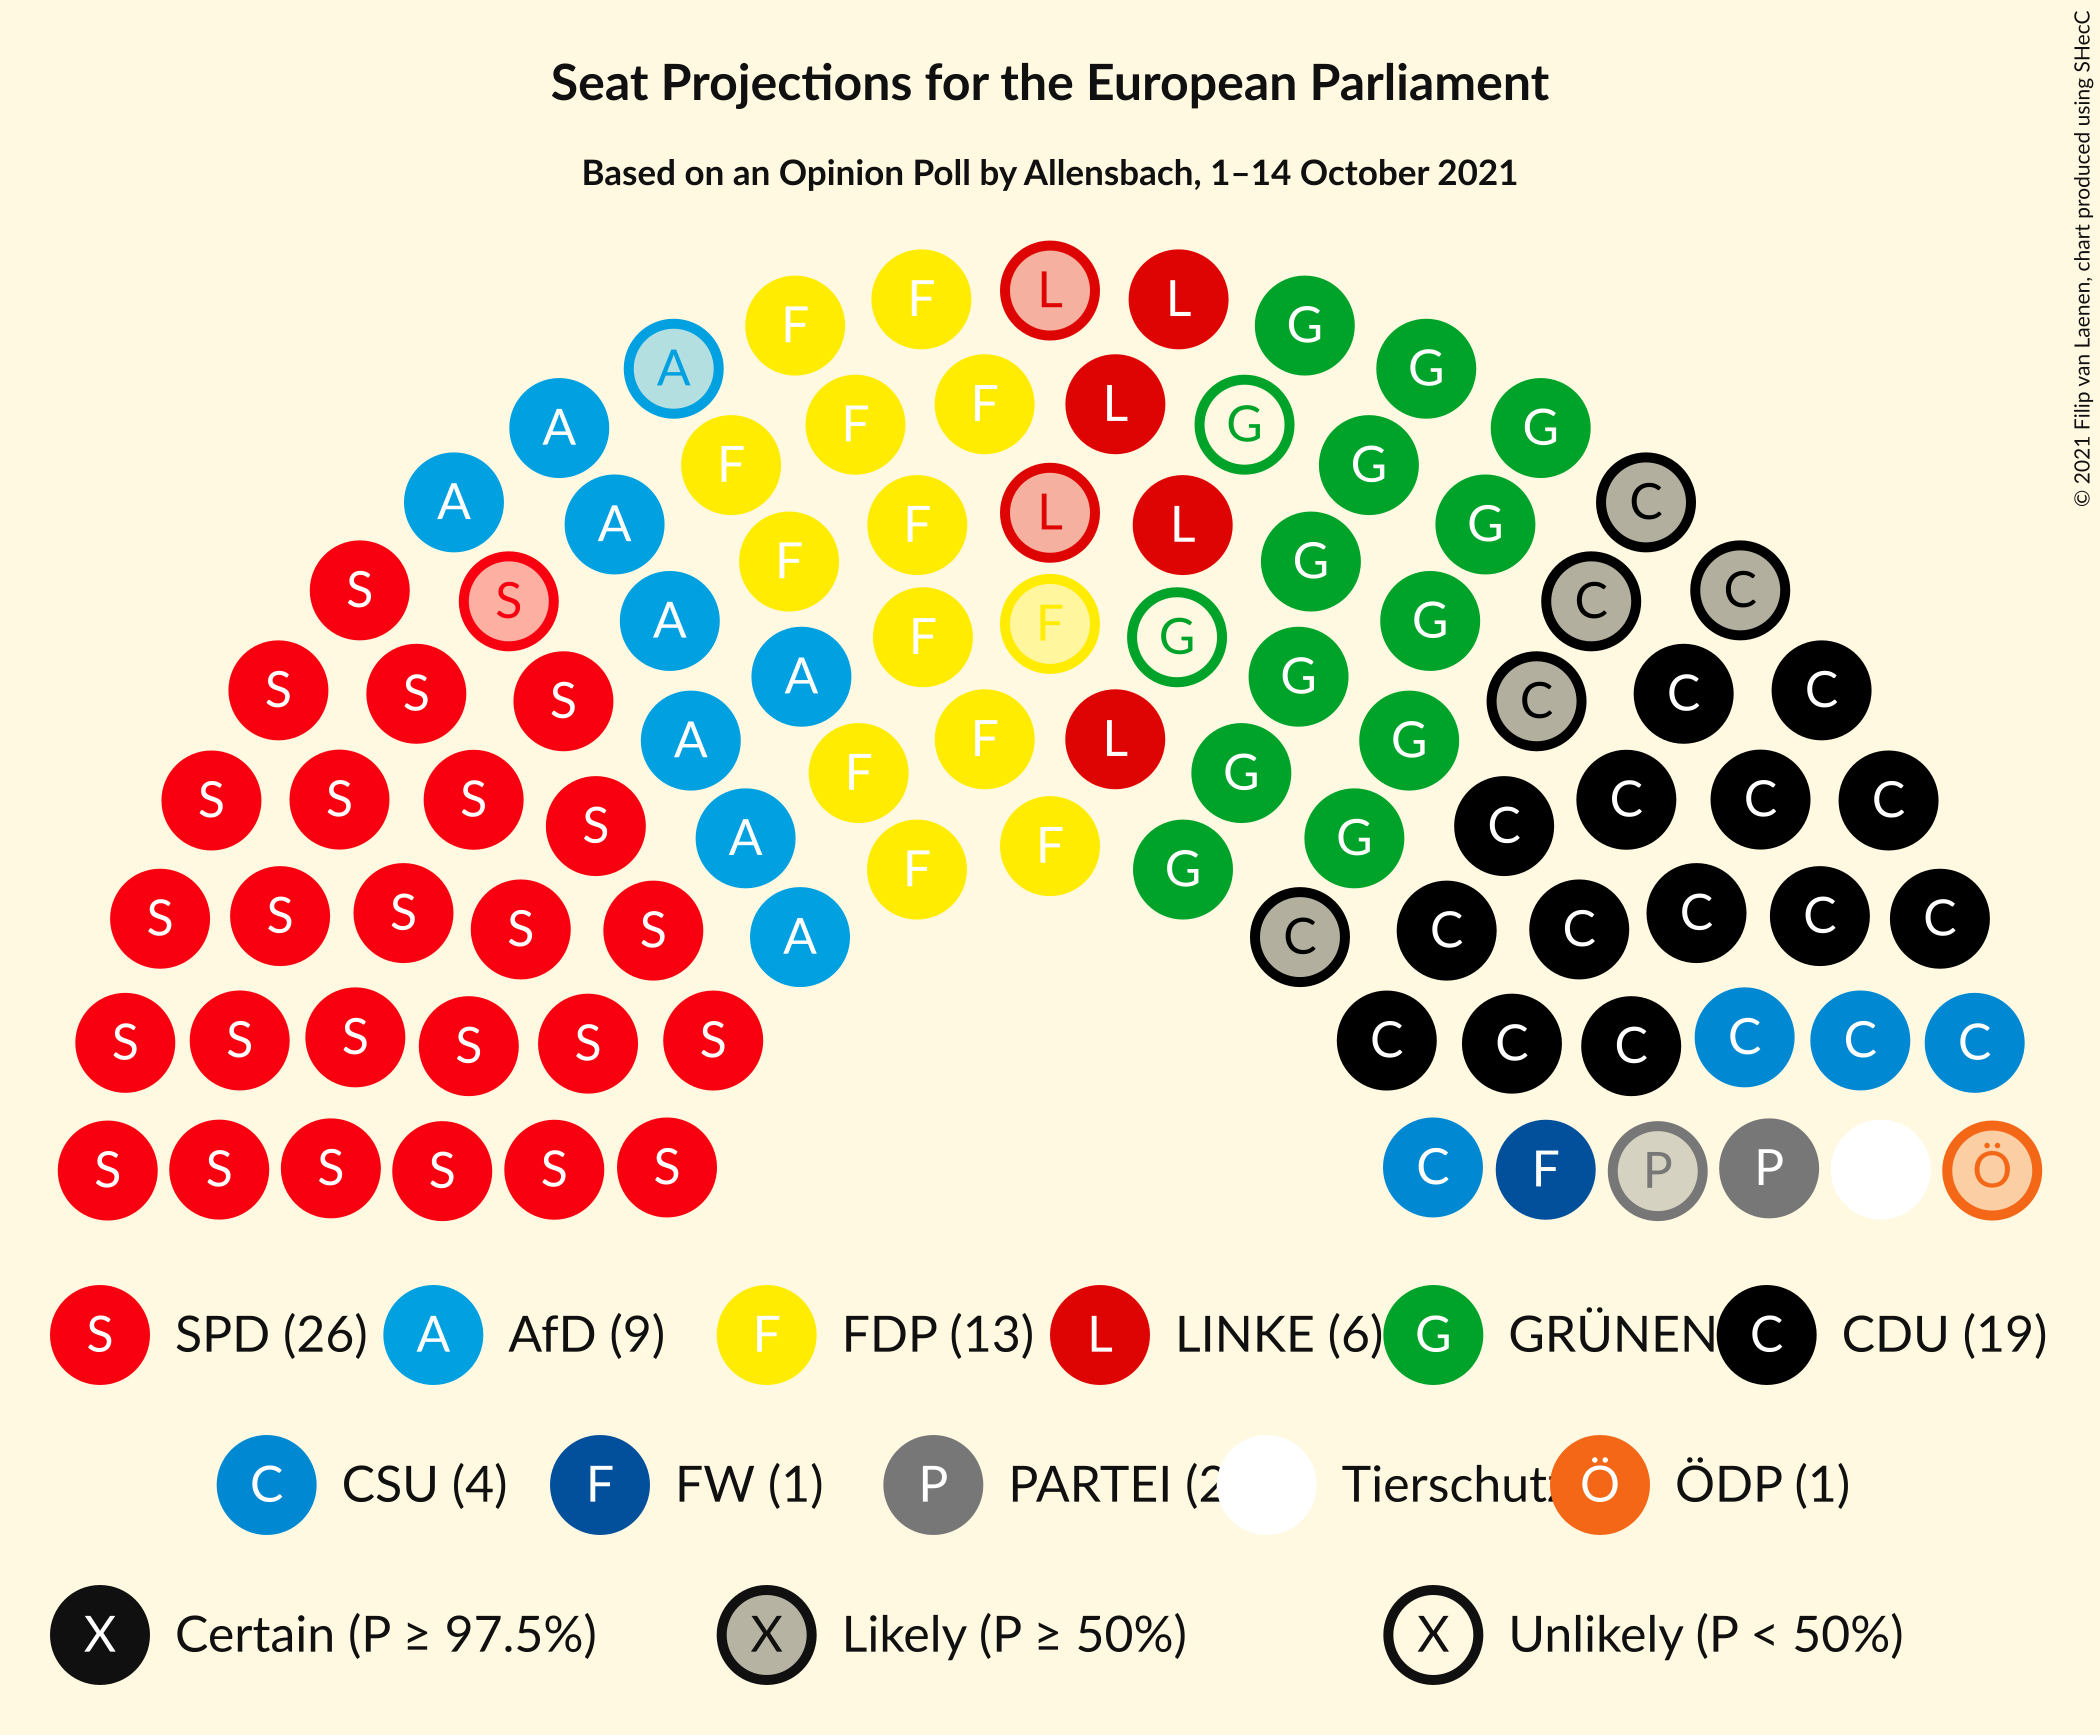 Seat Projections for the European Parliament
Based on an Opinion Poll by Allensbach, 1–14 October 2021
© 2021 Filip van Laenen, chart produced using SHecC
F F L L G G
A F F L G G G
A F F F L G G C
A A F F L L G G C C
S S A F F G G G C C
S S S A A F F G G G C C C
S S S S A F F L G G C C C C
S S S S S A F F G G C C C C C C
S S S S S S A C C C C C C C
S S S S S S C F P P Ö
S SPD (26) A AfD (9) F FDP (13) L LINKE (6) G GRÜNEN C CDU (19)
C CSU (4) F FW (1) P PARTEI (2 Tierschutz Ö ÖDP (1)
X Certain (P ≥ 97.5%) X Likely (P ≥ 50%) X Unlikely (P < 50%)